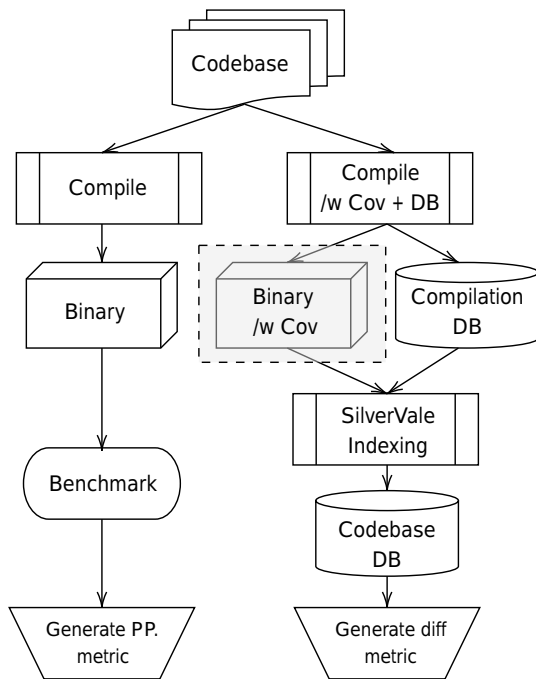 Codebase
Compile
Compile
/w Cov + DB
Binary
Binary
/w Cov
Compilation
DB
SilverVale
Indexing
Benchmark
Codebase
DB
Generate PP.
metric
Generate diff
metric